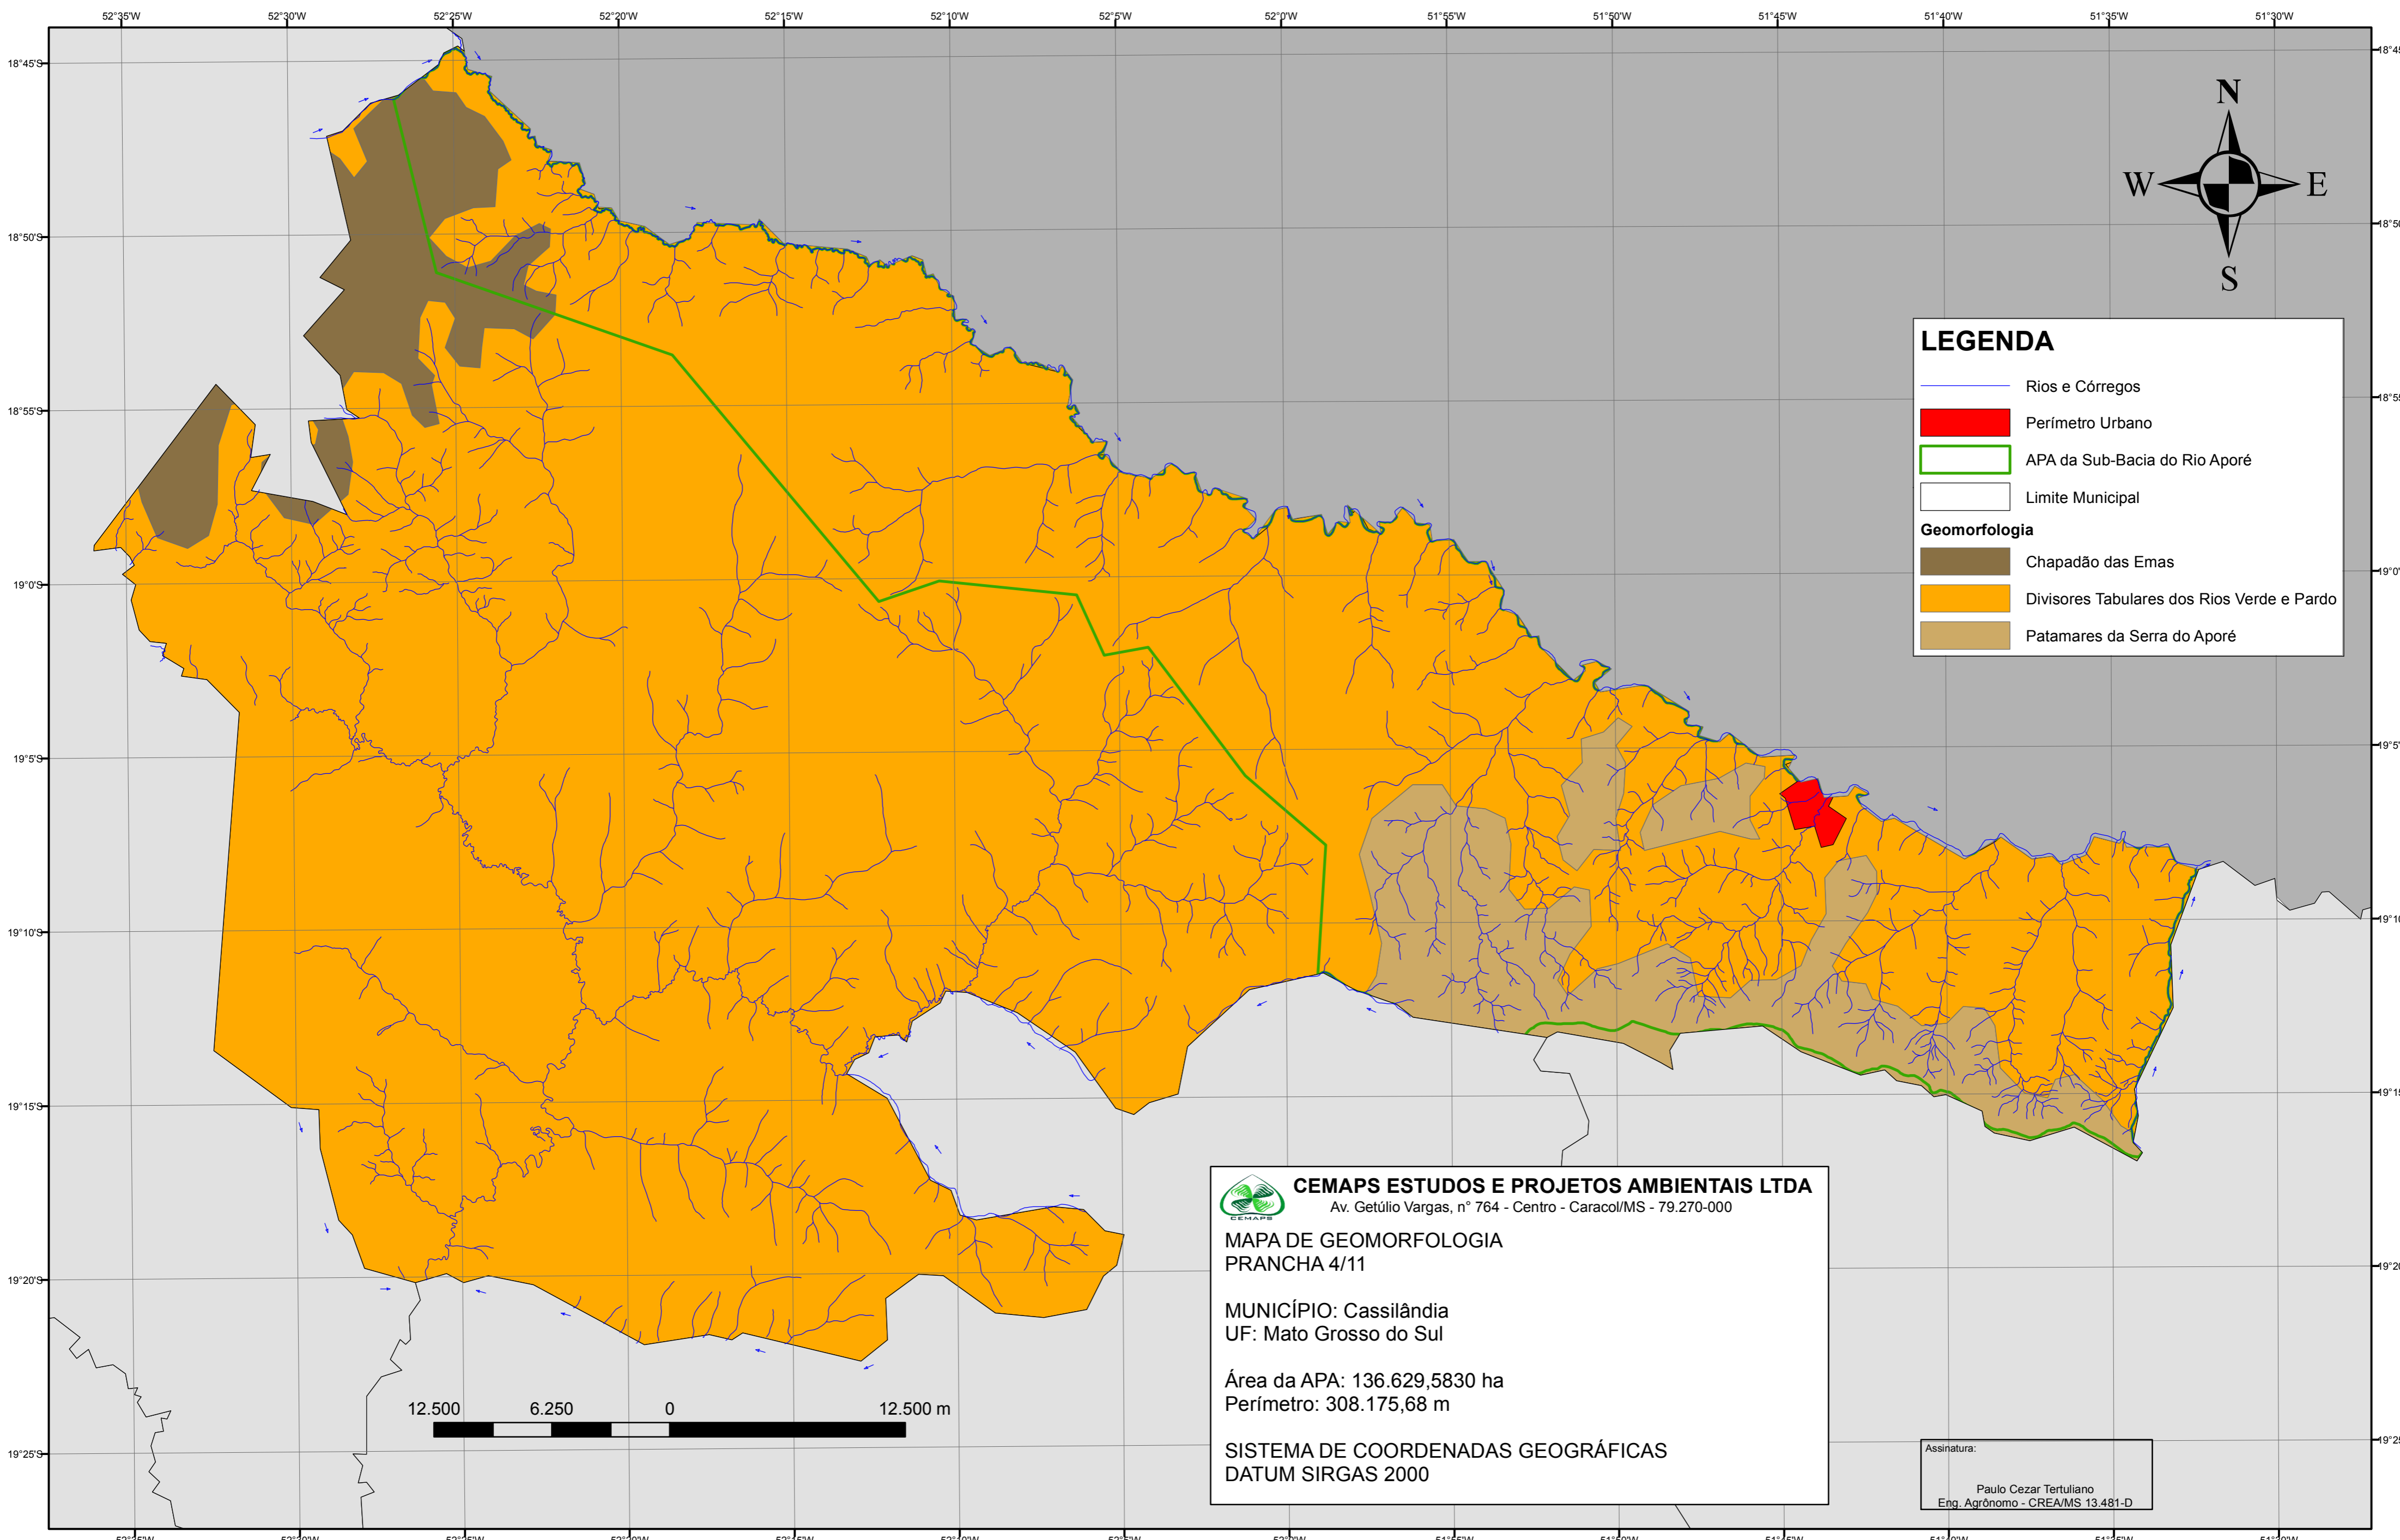 52°35'W 52°30'W 52°25'W 52°20'W 52°15'W 52°10'W 52°5'W 52°0'W 51°55'W 51°50'W 51°45'W 51°40'W 51°35'W 51°30'W
18°45'S
18°50'S
18°55'S
19°0'S
19°5'S
19°10'S
19°15'S
19°20'S
19°25'S
N
W E
S
LEGENDA
Rios e Córregos
Perímetro Urbano
APA da Sub-Bacia do Rio Aporé
Limite Municipal
Geomorfologia
Chapadão das Emas
Divisores Tabulares dos Rios Verde e Pardo
Patamares da Serra do Aporé
CEMAPS
CEMAPS ESTUDOS E PROJETOS AMBIENTAIS LTDA
Av. Getúlio Vargas, n° 764 - Centro - Caracol/MS - 79.270-000
MAPA DE GEOMORFOLOGIA
PRANCHA 4/11
MUNICÍPIO: Cassilândia
UF: Mato Grosso do Sul
Área da APA: 136.629,5830 ha
Perímetro: 308.175,68 m
SISTEMA DE COORDENADAS GEOGRÁFICAS
DATUM SIRGAS 2000
12.500 6.250 0 12.500 m
Assinatura:
Paulo Cezar Tertuliano
Eng. Agrônomo - CREA/MS 13.481-D